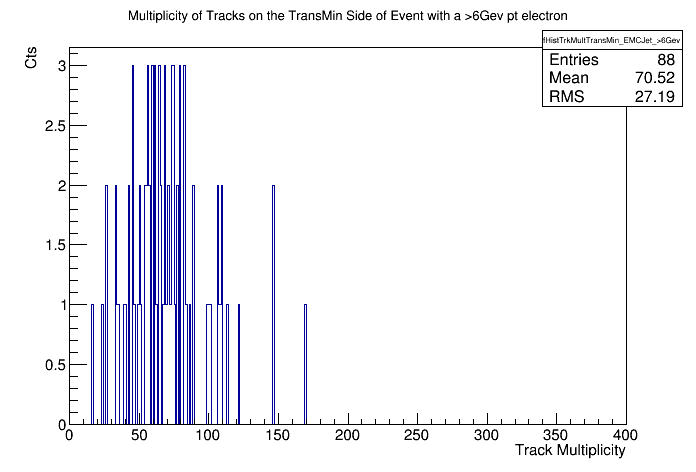 Multiplicity of Tracks on the TransMin Side of Event with a >6Gev pt electron
fHistTrkMultTransMin_EMCJet_>6Gev
Entries 88
Mean 70.52
RMS 27.19
Cts
3
2.5
2
1.5
1
0.5
0
0 50 100 150 200 250 300 350 400
Track Multiplicity